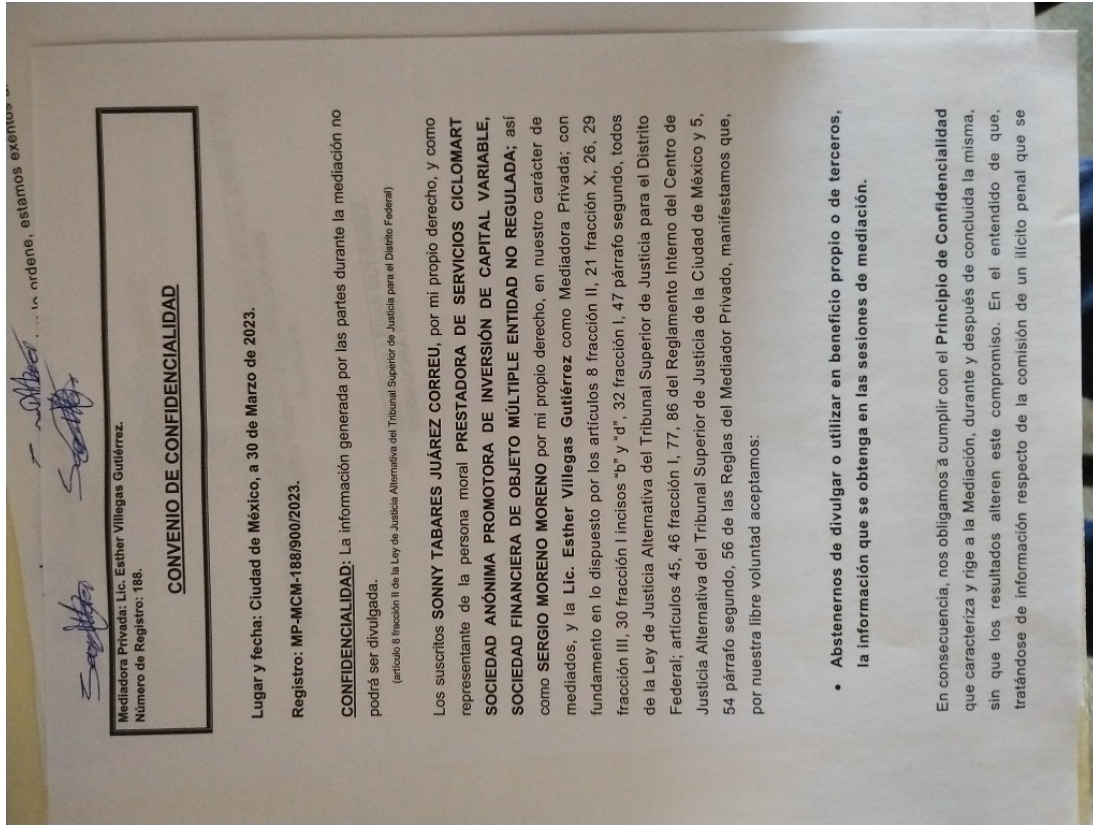 lo ordene, estamos exentos
Mediadora Privada: Lic. Esther Villegas Gutiérrez.
Número de Registro: 188.
CONVENIO DE CONFIDENCIALIDAD
Lugar y fecha: Ciudad de México, a 30 de Marzo de 2023.
Registro: MP-MCM-188/900/2023.
CONFIDENCIALIDAD: La información generada por las partes durante la mediación no
podrá ser divulgada.
(artículo 8 fracción II de la Ley de Justicia Alternativa del Tribunal Superior de Justicia para el Distrito Federal)
Los suscritos SONNY TABARES JUÁREZ CORREU, por mi propio derecho, y como
representante de la persona moral PRESTADORA DE SERVICIOS CICLOMART
SOCIEDAD ANÓNIMA PROMOTORA DE INVERSIÓN DE CAPITAL VARIABLE,
SOCIEDAD FINANCIERA DE OBJETO MÚLTIPLE ENTIDAD NO REGULADA; así
como SERGIO MORENO MORENO por mi propio derecho, en nuestro carácter de
mediados, y la Lic. Esther Villegas Gutiérrez como Mediadora Privada; con
fundamento en lo dispuesto por los artículos 8 fracción II, 21 fracción X, 26, 29
fracción III, 30 fracción I incisos "b" y "d", 32 fracción I, 47 párrafo segundo, todos
de la Ley de Justicia Alternativa del Tribunal Superior de Justicia para el Distrito
Federal; artículos 45, 46 fracción I, 77, 86 del Reglamento Interno del Centro de
Justicia Alternativa del Tribunal Superior de Justicia de la Ciudad de México y 5,
54 párrafo segundo, 56 de las Reglas del Mediador Privado, manifestamos que,
por nuestra libre voluntad aceptamos:
• Abstenernos de divulgar o utilizar en beneficio propio o de terceros,
la información que se obtenga en las sesiones de mediación.
En consecuencia, nos obligamos a cumplir con el Principio de Confidencialidad
que caracteriza y rige a la Mediación, durante y después de concluida la misma,
sin que los resultados alteren este compromiso. En el entendido de que,
tratándose de información respecto de la comisión de un ilícito penal que se